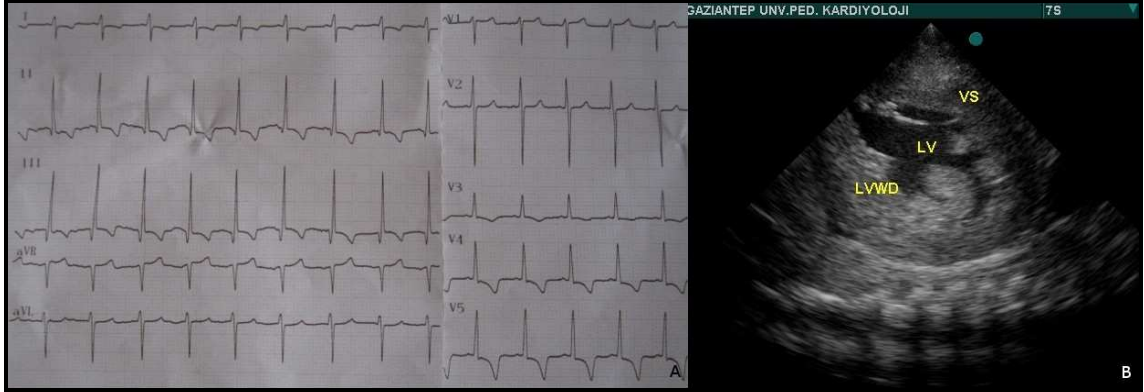 I
II
III
aVR
aVL
V1
V2
V3
V4
V5
A
GAZIANTEP UNV.PED. KARDIYOLOJI
7S
VS
LV
LVWD
B